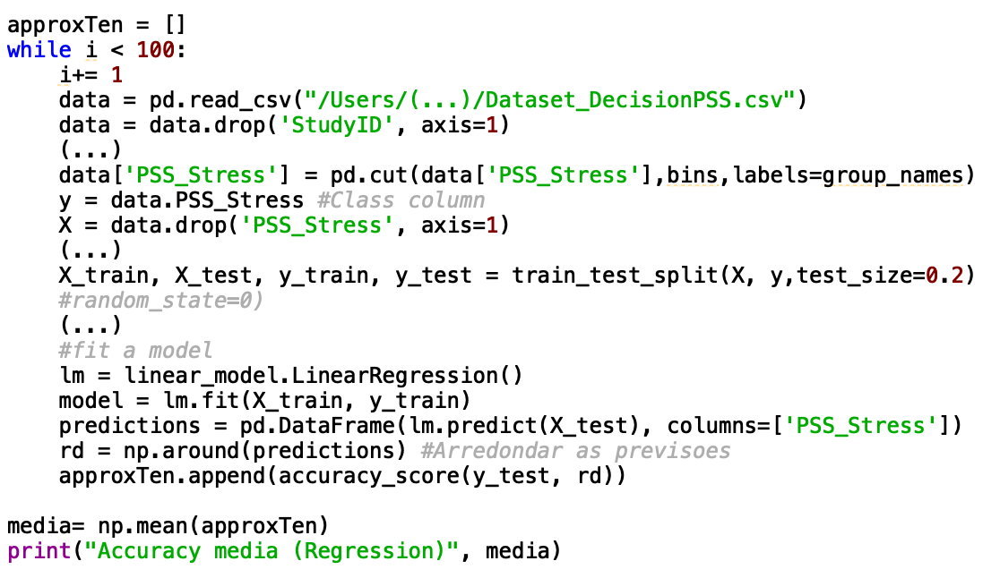 approxTen = []
while i < 100:
    i+= 1
    data = pd.read_csv("/Users/(...)/Dataset_DecisionPSS.csv")
    data = data.drop('StudyID', axis=1)
    (...)
    data['PSS_Stress'] = pd.cut(data['PSS_Stress'],bins,labels=group_names)
    y = data.PSS_Stress #Class column
    X = data.drop('PSS_Stress', axis=1)
    (...)
    X_train, X_test, y_train, y_test = train_test_split(X, y,test_size=0.2)
    #random_state=0)
    (...)
    #fit a model
    lm = linear_model.LinearRegression()
    model = lm.fit(X_train, y_train)
    predictions = pd.DataFrame(lm.predict(X_test), columns=['PSS_Stress'])
    rd = np.around(predictions) #Arredondar as previsoes
    approxTen.append(accuracy_score(y_test, rd))
media= np.mean(approxTen)
print("Accuracy media (Regression)", media)